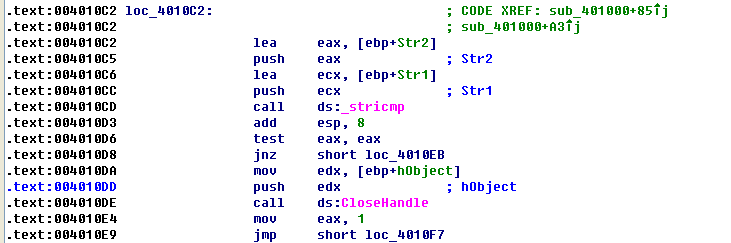 .text:004010C2 loc_4010C2: ; CODE XREF: sub_401000+85↑j
.text:004010C2 ; sub_401000+A3↑j
.text:004010C2 lea eax, [ebp+Str2]
.text:004010C5 push eax ; Str2
.text:004010C6 lea ecx, [ebp+Str1]
.text:004010CC push ecx ; Str1
.text:004010CD call ds:_stricmp
.text:004010D3 add esp, 8
.text:004010D6 test eax, eax
.text:004010D8 jnz short loc_4010EB
.text:004010DA mov edx, [ebp+hObject]
.text:004010DD push edx ; hObject
.text:004010DE call ds:CloseHandle
.text:004010E4 mov eax, 1
.text:004010E9 jmp short loc_4010F7